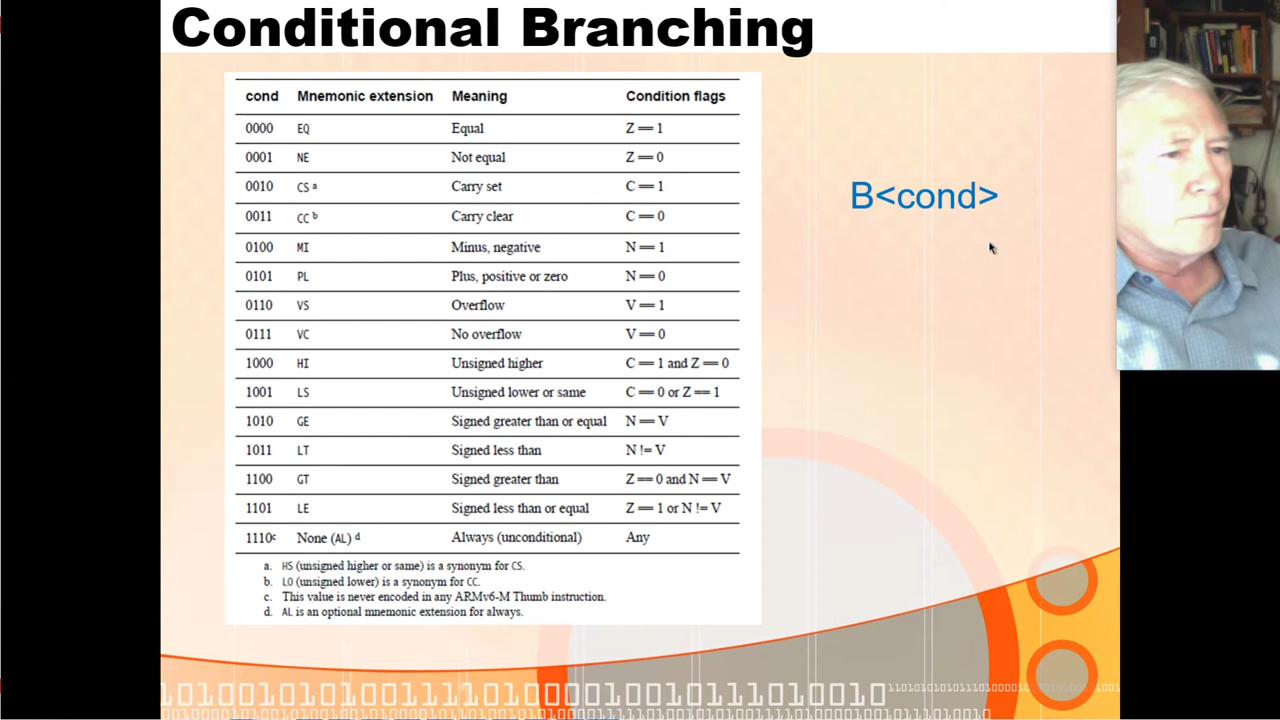 Conditional Branching
cond Mnemonic extension Meaning Condition flags
0000 EQ Equal Z == 1
0001 NE Not equal Z == 0
0010 CS a Carry set C == 1
0011 CC b Carry clear C == 0
0100 MI Minus, negative N == 1
0101 PL Plus, positive or zero N == 0
0110 VS Overflow V == 1
0111 VC No overflow V == 0
1000 HI Unsigned higher C == 1 and Z == 0
1001 LS Unsigned lower or same C == 0 or Z == 1
1010 GE Signed greater than or equal N == V
1011 LT Signed less than N != V
1100 GT Signed greater than Z == 0 and N == V
1101 LE Signed less than or equal Z == 1 or N != V
1110c None (AL) d Always (unconditional) Any
a. HS (unsigned higher or same) is a synonym for CS.
b. LO (unsigned lower) is a synonym for CC.
c. This value is never encoded in any ARMv6-M Thumb instruction.
d. AL is an optional mnemonic extension for always.
B<cond>